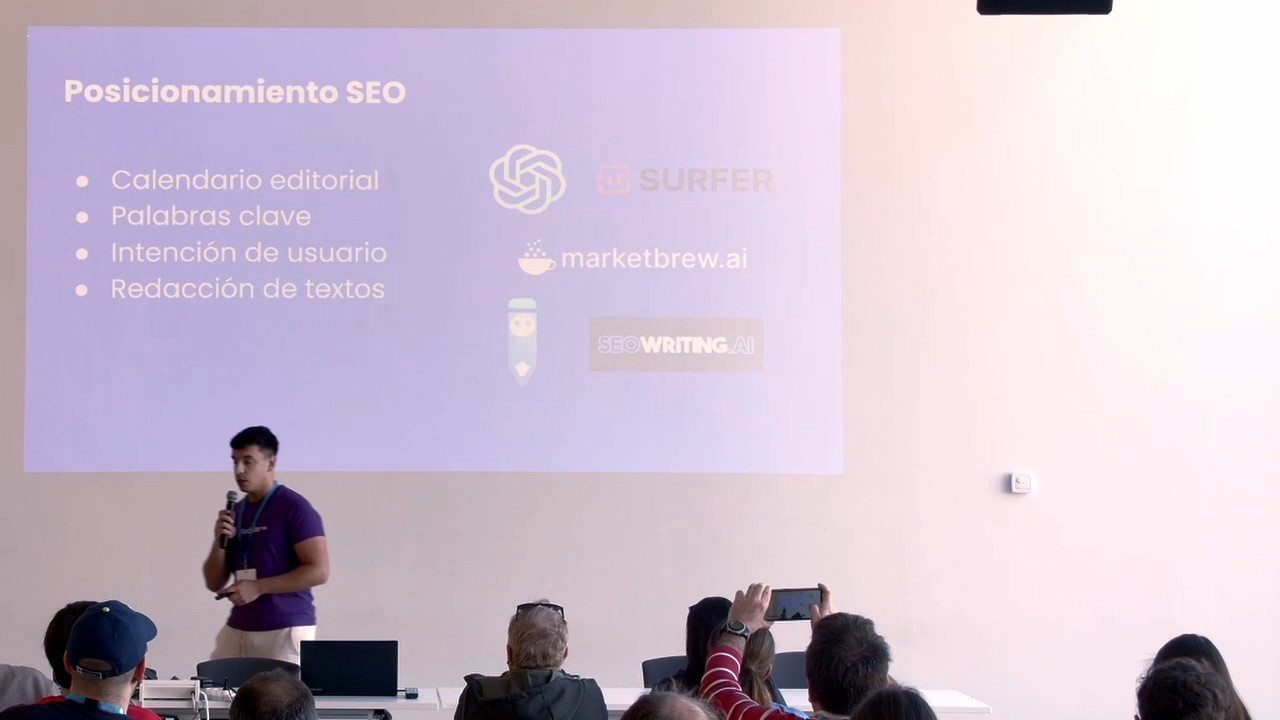 Posicionamiento SEO
Calendario editorial
Palabras clave
Intención de usuario
Redacción de textos
SURFER
marketbrew.ai
SEOWRITING.AI